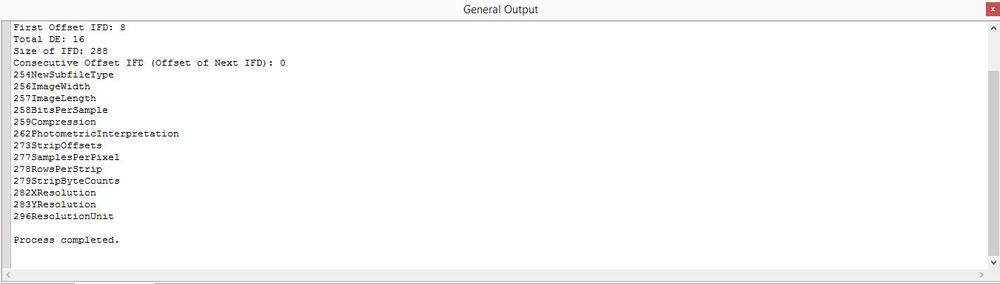 General Output
x
First Offset IFD: 8
Total DE: 16
Size of IFD: 288
Consecutive Offset IFD (Offset of Next IFD): 0
254NewSubfileType
256ImageWidth
257ImageLength
258BitsPerSample
259Compression
262PhotometricInterpretation
273StripOffsets
277SamplesPerPixel
278RowsPerStrip
279StripByteCounts
282XResolution
283YResolution
296ResolutionUnit
Process completed.